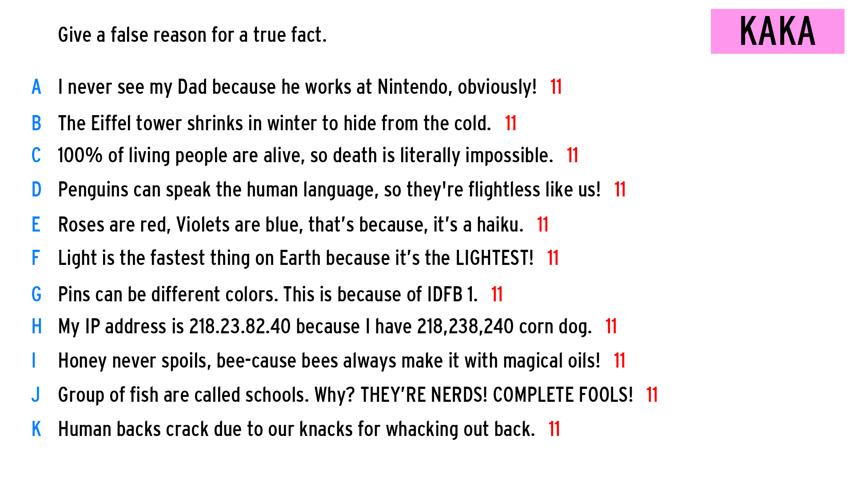 Give a false reason for a true fact.
KAKA
A I never see my Dad because he works at Nintendo, obviously! 11
B The Eiffel tower shrinks in winter to hide from the cold. 11
C 100% of living people are alive, so death is literally impossible. 11
D Penguins can speak the human language, so they're flightless like us! 11
E Roses are red, Violets are blue, that's because, it's a haiku. 11
F Light is the fastest thing on Earth because it's the LIGHTEST! 11
G Pins can be different colors. This is because of IDFB 1. 11
H My IP address is 218.23.82.40 because I have 218,238,240 corn dog. 11
I Honey never spoils, bee-cause bees always make it with magical oils! 11
J Group of fish are called schools. Why? THEY'RE NERDS! COMPLETE FOOLS! 11
K Human backs crack due to our knacks for whacking out back. 11